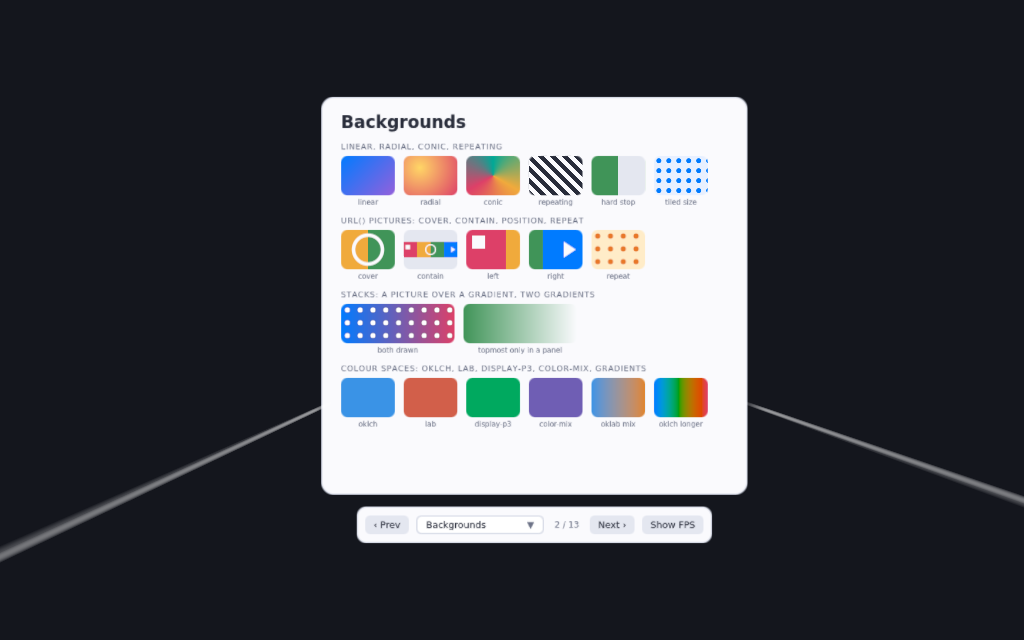 Backgrounds
LINEAR, RADIAL, CONIC, REPEATING
linear radial conic repeating hard stop tiled size
URL() PICTURES: COVER, CONTAIN, POSITION, REPEAT
cover contain left right repeat
STACKS: A PICTURE OVER A GRADIENT, TWO GRADIENTS
both drawn topmost only in a panel
COLOUR SPACES: OKLCH, LAB, DISPLAY-P3, COLOR-MIX, GRADIENTS
oklch lab display-p3 color-mix oklab mix oklch longer
‹ Prev Backgrounds ▼ 2 / 13 Next › Show FPS